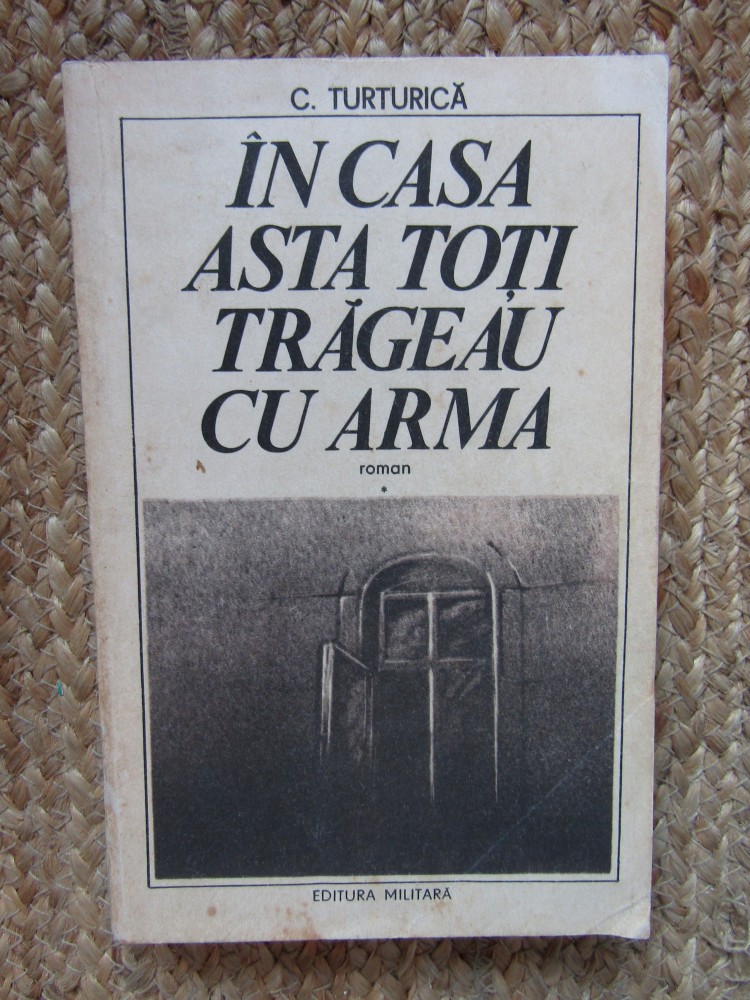 C. TURTURICĂ
ÎN CASA
ASTA TOȚI
TRĂGEAU
CU ARMA
roman
*
EDITURA MILITARĂ